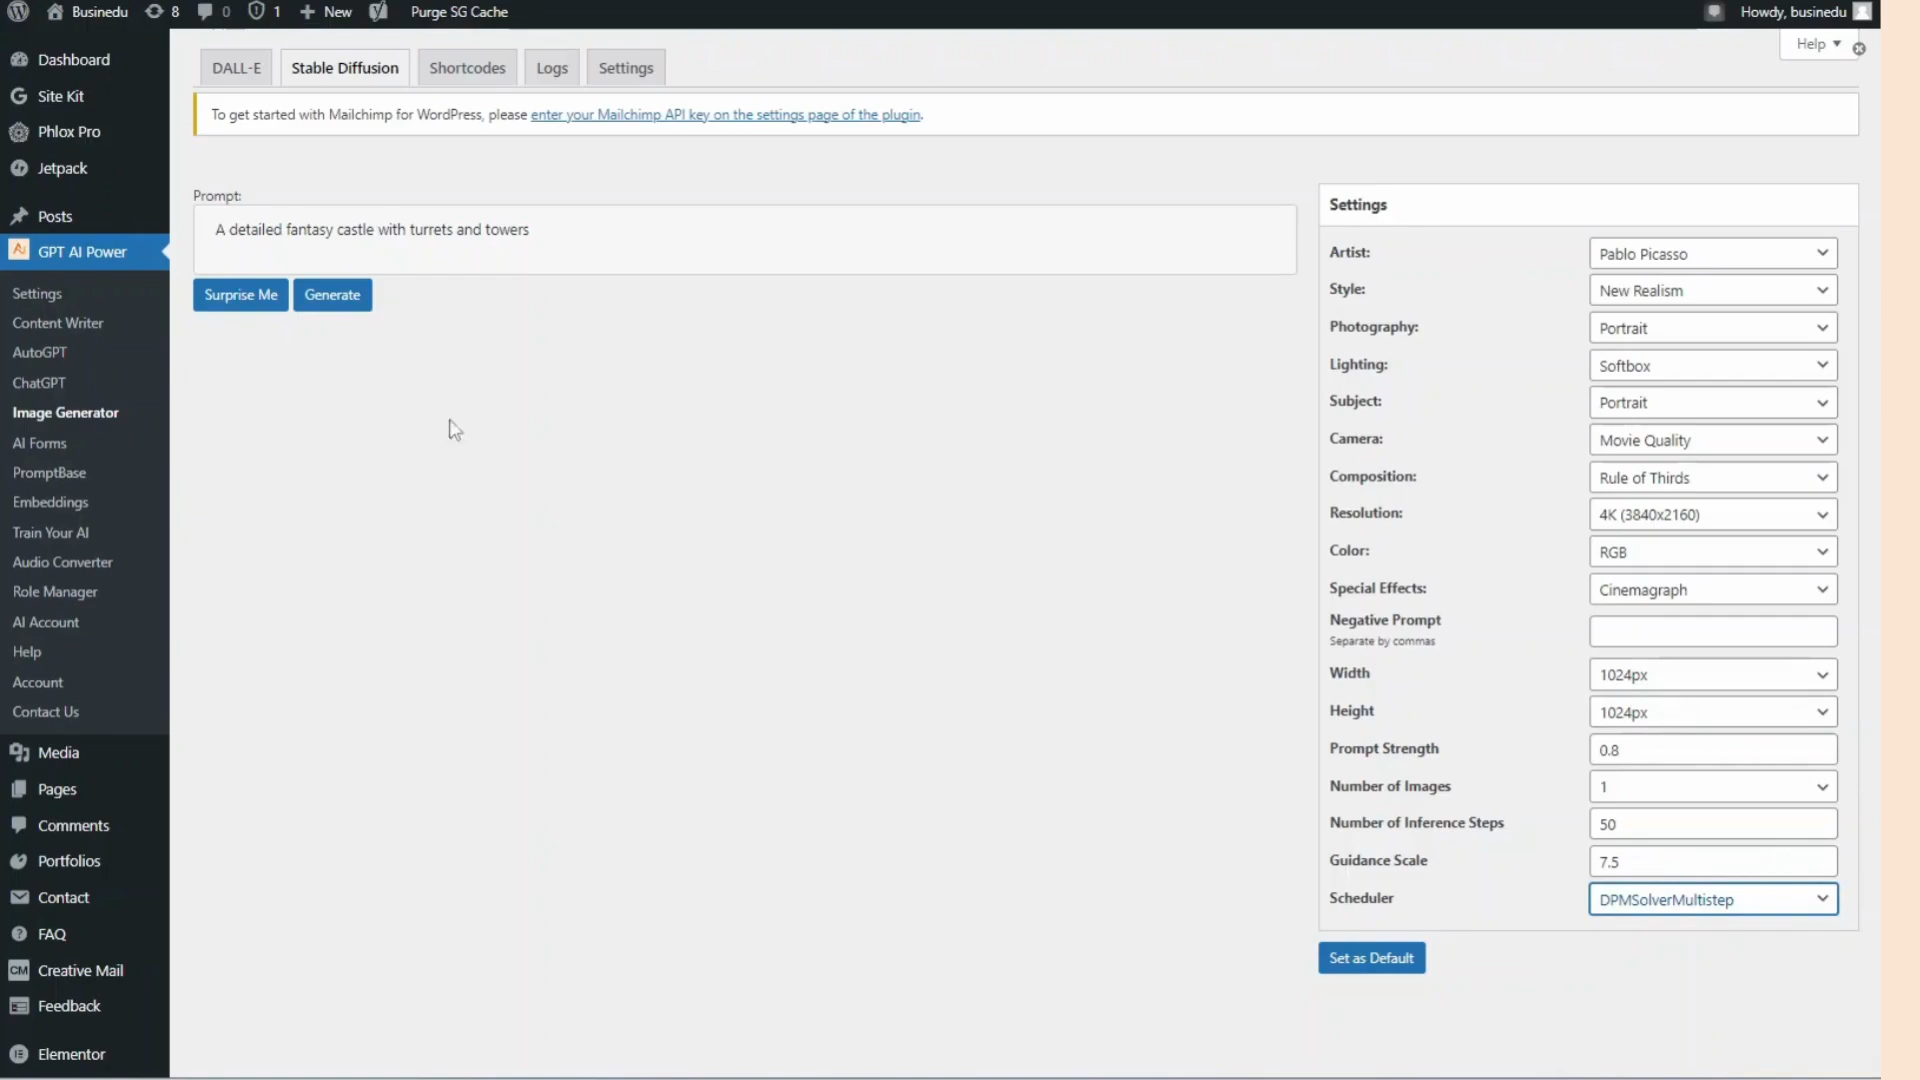 Businedu 8 0 1 New Purge SG Cache Howdy, businedu
Help
Dashboard
Site Kit
Phlox Pro
Jetpack
Posts
GPT AI Power
Settings
Content Writer
AutoGPT
ChatGPT
Image Generator
AI Forms
PromptBase
Embeddings
Train Your AI
Audio Converter
Role Manager
AI Account
Help
Account
Contact Us
Media
Pages
Comments
Portfolios
Contact
FAQ
CM Creative Mail
Feedback
Elementor
DALL-E Stable Diffusion Shortcodes Logs Settings
To get started with Mailchimp for WordPress, please enter your Mailchimp API key on the settings page of the plugin.
Prompt:
A detailed fantasy castle with turrets and towers
Surprise Me Generate
Settings
Artist: Pablo Picasso
Style: New Realism
Photography: Portrait
Lighting: Softbox
Subject: Portrait
Camera: Movie Quality
Composition: Rule of Thirds
Resolution: 4K (3840x2160)
Color: RGB
Special Effects: Cinemagraph
Negative Prompt
Separate by commas
Width 1024px
Height 1024px
Prompt Strength 0.8
Number of Images 1
Number of Inference Steps 50
Guidance Scale 7.5
Scheduler DPMSolverMultistep
Set as Default